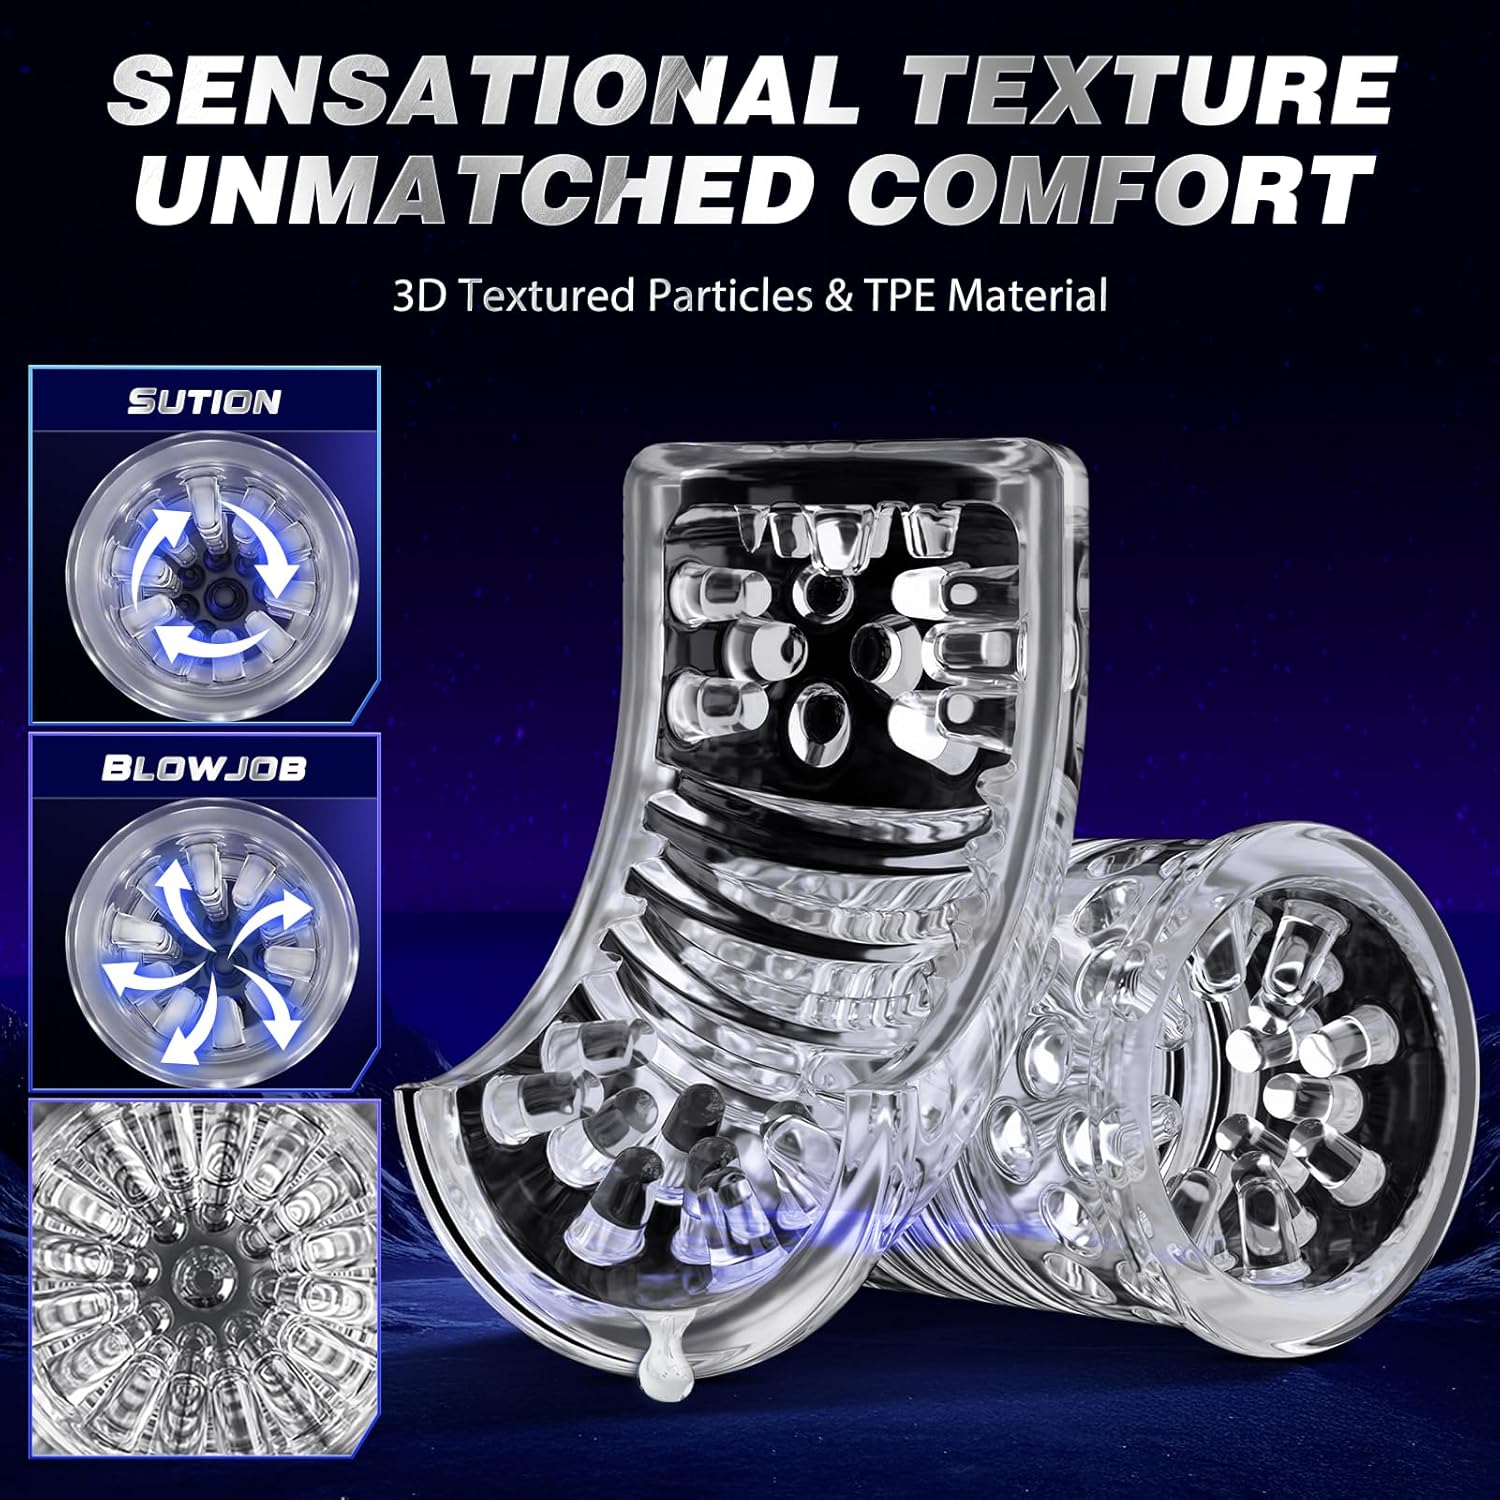 SENSATIONAL TEXTURE
UNMATCHED COMFORT
3D Textured Particles & TPE Material
SUTION
BLOWJOB